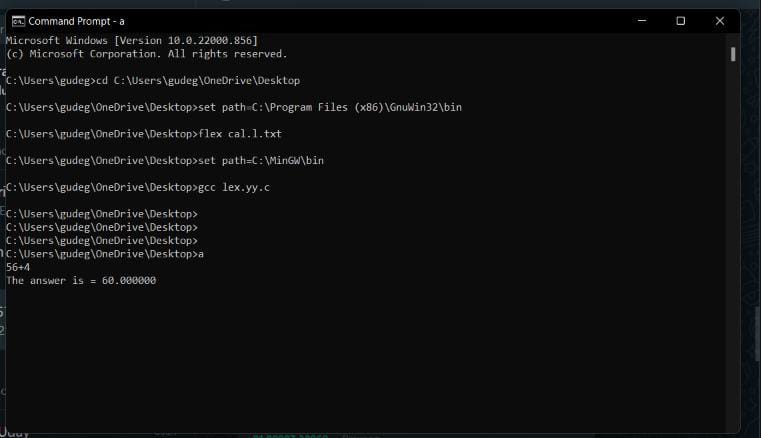 Command Prompt - a
Microsoft Windows [Version 10.0.22000.856]
(c) Microsoft Corporation. All rights reserved.
C:\Users\gudeg>cd C:\Users\gudeg\OneDrive\Desktop
C:\Users\gudeg\OneDrive\Desktop>set path=C:\Program Files (x86)\GnuWin32\bin
C:\Users\gudeg\OneDrive\Desktop>flex cal.l.txt
C:\Users\gudeg\OneDrive\Desktop>set path=C:\MinGW\bin
C:\Users\gudeg\OneDrive\Desktop>gcc lex.yy.c
C:\Users\gudeg\OneDrive\Desktop>
C:\Users\gudeg\OneDrive\Desktop>
C:\Users\gudeg\OneDrive\Desktop>
C:\Users\gudeg\OneDrive\Desktop>a
56+4
The answer is = 60.000000